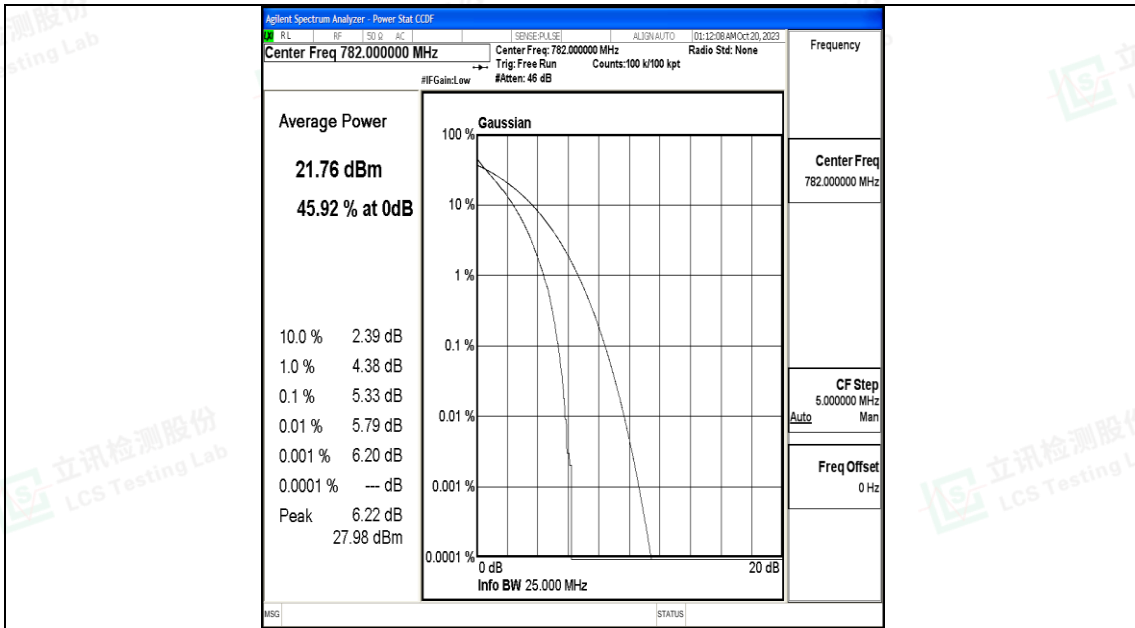 Agilent Spectrum Analyzer - Power Stat CCDF
RL RF 50 Ω AC SENSE:PULSE ALIGN AUTO 01:12:08 AM Oct 20, 2023
Center Freq 782.000000 MHz
Center Freq: 782.000000 MHz Radio Std: None
Trig: Free Run Counts:100 k/100 kpt
#IFGain:Low #Atten: 46 dB
Frequency
Average Power
21.76 dBm
45.92 % at 0dB
10.0 % 2.39 dB
1.0 % 4.38 dB
0.1 % 5.33 dB
0.01 % 5.79 dB
0.001 % 6.20 dB
0.0001 % --- dB
Peak 6.22 dB
27.98 dBm
Gaussian
100 %
10 %
1 %
0.1 %
0.01 %
0.001 %
0.0001 %
0 dB 20 dB
Info BW 25.000 MHz
Center Freq
782.000000 MHz
CF Step
5.000000 MHz
Auto Man
Freq Offset
0 Hz
MSG STATUS
立讯检测股份
LCS Testing Lab
立讯检测股份
LCS Testing L
测股份
sting Lab
立